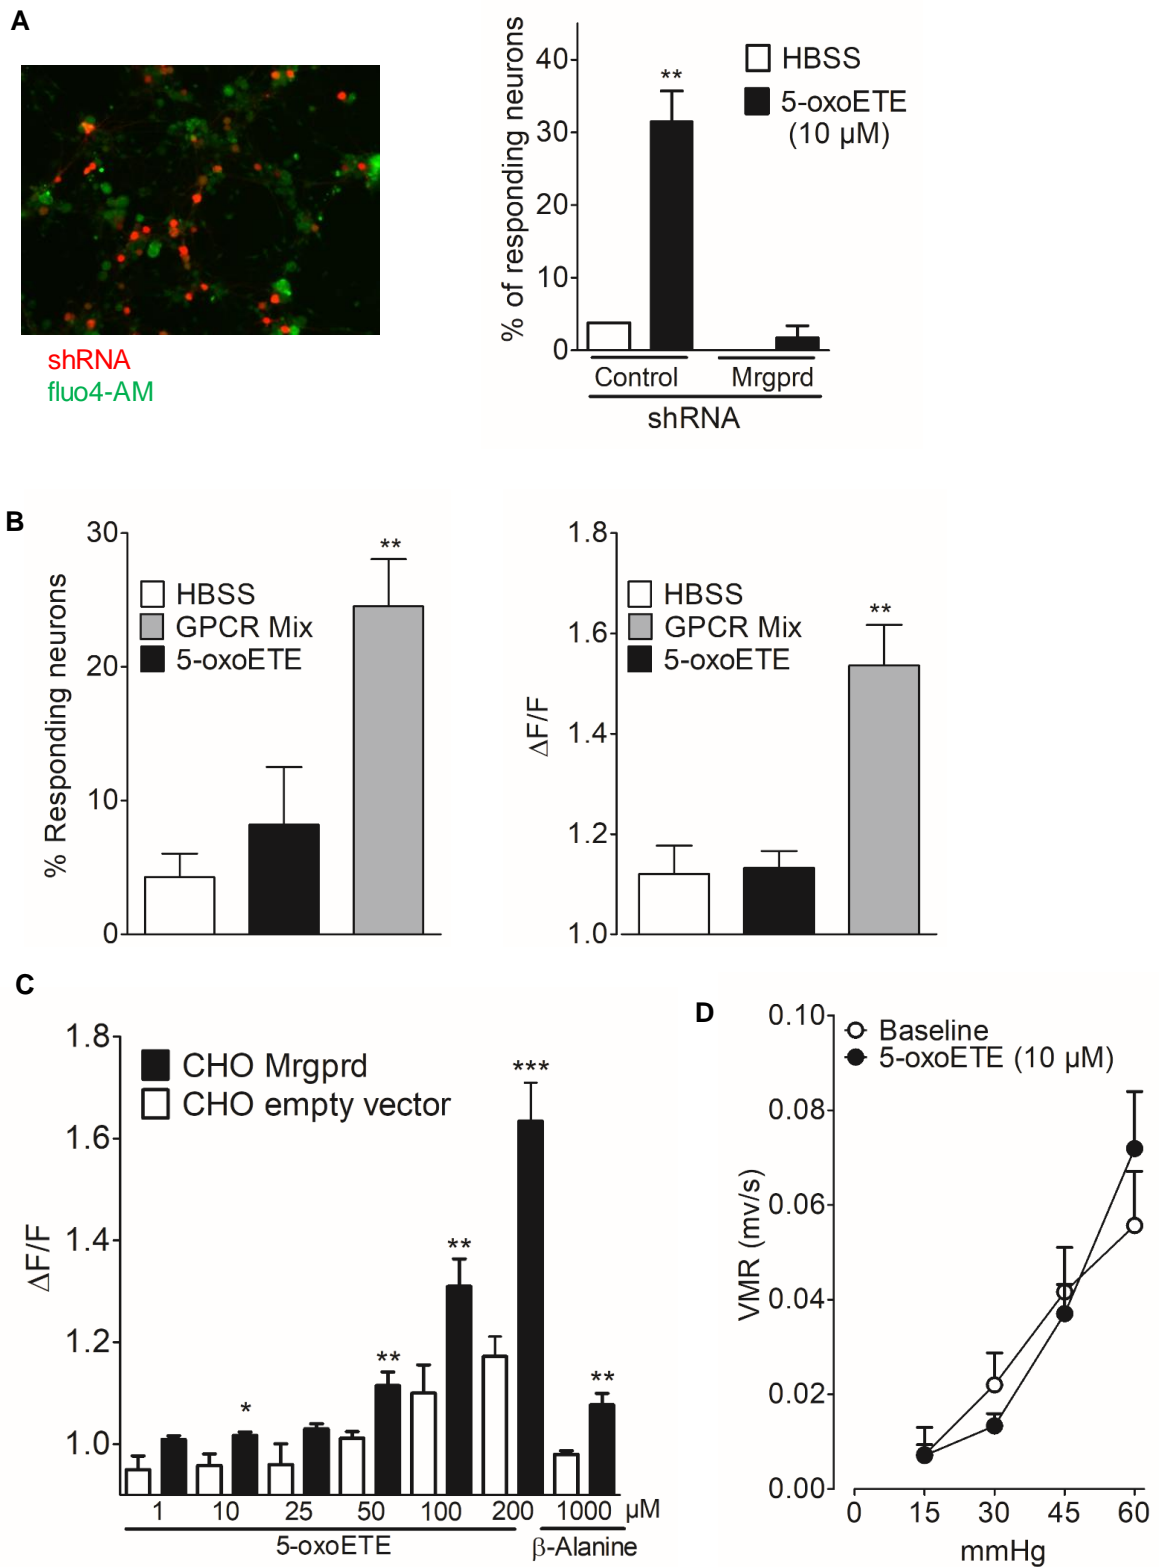 A
shRNA
fluo4-AM
% of responding neurons
40
30
20
10
0
**
HBSS
5-oxoETE
(10 µM)
Control
Mrgprd
shRNA
B
% Responding neurons
30
20
10
0
HBSS
GPCR Mix
5-oxoETE
**
ΔF/F
1.8
1.6
1.4
1.2
1.0
HBSS
GPCR Mix
5-oxoETE
**
C
ΔF/F
1.8
1.6
1.4
1.2
1.0
CHO Mrgprd
CHO empty vector
*
**
**
***
**
1 10 25 50 100 200 1000 µM
5-oxoETE
β-Alanine
D
VMR (mv/s)
0.10
0.08
0.06
0.04
0.02
0.00
Baseline
5-oxoETE (10 µM)
0 15 30 45 60
mmHg